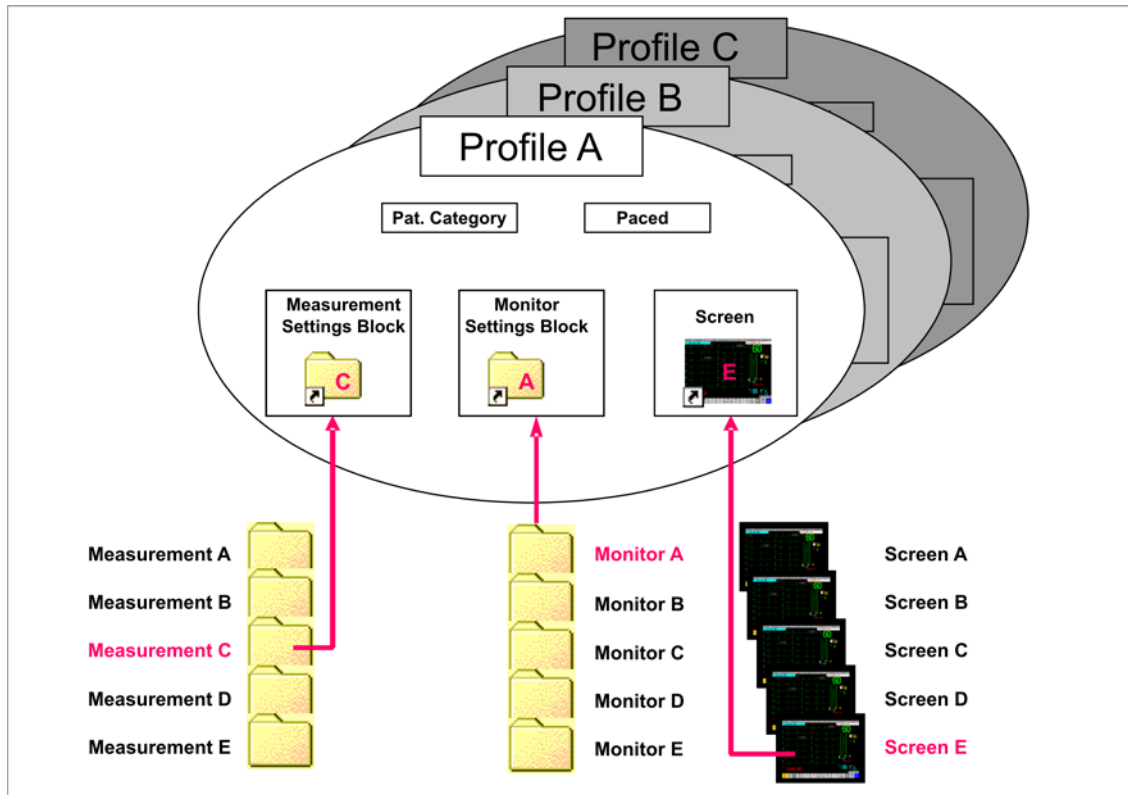 Profile C
Profile B
Profile A
Pat. Category
Paced
Measurement
Settings Block
C
Monitor
Settings Block
A
Screen
E
Measurement A
Measurement B
Measurement C
Measurement D
Measurement E
Monitor A
Monitor B
Monitor C
Monitor D
Monitor E
Screen A
Screen B
Screen C
Screen D
Screen E